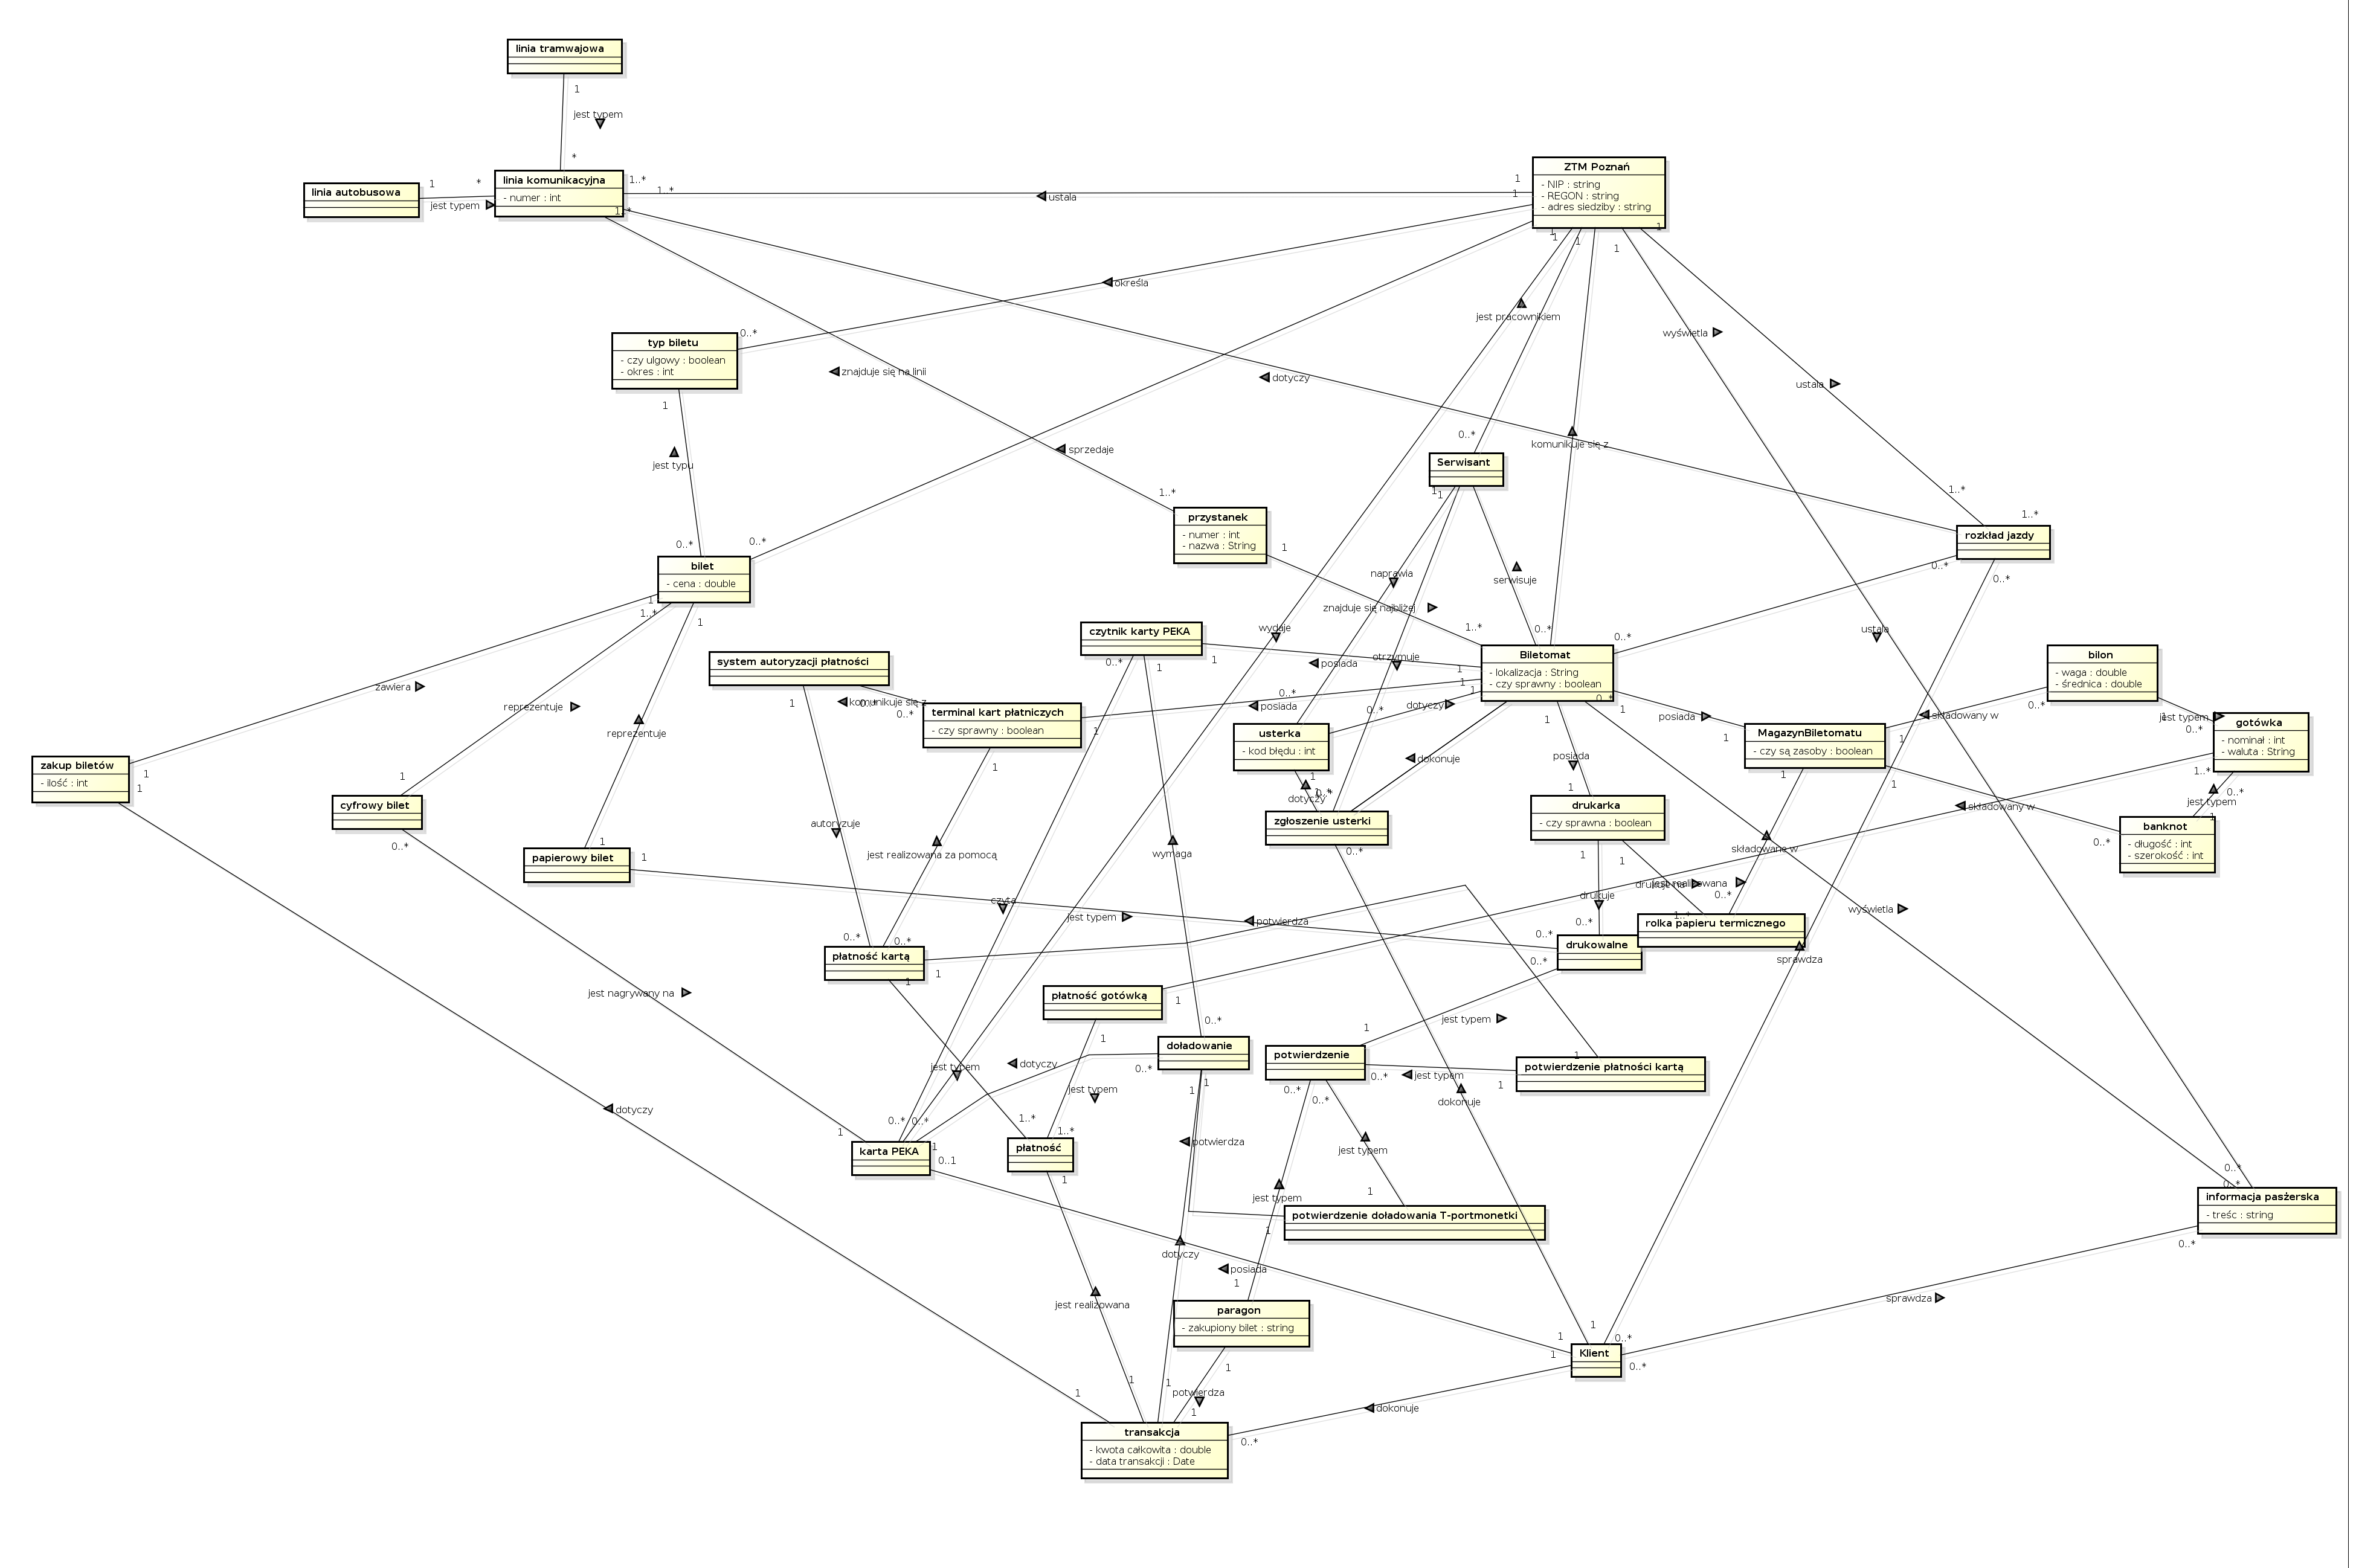 linia tramwajowa
1
jest typem
*
linia komunikacyjna
- numer : int
linia autobusowa
1
*
jest typem
1..*
1..*
1..*
ustala
1
1
ZTM Poznań
- NIP : string
- REGON : string
- adres siedziby : string
1
1
1
1
1
określa
0..*
typ biletu
- czy ulgowy : boolean
- okres : int
1
jest typu
0..*
znajduje się na linii
dotyczy
jest pracownikiem
wyświetla
ustala
sprzedaje
komunikuje się z
0..*
Serwisant
1
1
1..*
przystanek
- numer : int
- nazwa : String
1
1..*
1..*
rozkład jazdy
0..*
0..*
0..*
bilet
- cena : double
1
1..*
1
naprawia
serwisuje
znajduje się najbliżej
1..*
0..*
0..*
wydaje
ustala
czytnik karty PEKA
0..*
1
1
system autoryzacji płatności
1
komunikuje się z
0..*
0..*
posiada
otrzymuje
1
1
1
Biletomat
- lokalizacja : String
- czy sprawny : boolean
0..*
1
1
bilon
- waga : double
- średnica : double
0..*
1
zawiera
reprezentuje
reprezentuje
terminal kart płatniczych
- czy sprawny : boolean
1
1
0..*
posiada
0..*
dotyczy
posiada
1
składowany w
jest typem
0..*
gotówka
- nominał : int
- waluta : String
1..*
0..*
usterka
- kod błędu : int
1
dokonuje
posiada
1
MagazynBiletomatu
- czy są zasoby : boolean
1
1
1
zakup biletów
- ilość : int
1
1
1
cyfrowy bilet
0..*
1
papierowy bilet
1
dotyczy
1
0..*
zgłoszenie usterki
0..*
drukarka
- czy sprawna : boolean
1
1
składowany w
jest typem
1
banknot
- długość : int
- szerokość : int
0..*
autoryzuje
jest realizowana za pomocą
wymaga
składowane w
drukuje na
jest realizowana
drukuje
0..*
1..*
rolka papieru termicznego
czyta
jest typem
potwierdza
0..*
0..*
0..*
drukowalne
wyświetla
sprawdza
0..*
0..*
płatność kartą
1
1
płatność gotówką
1
1
jest nagrywany na
0..*
doładowanie
0..*
1
1
jest typem
1
potwierdzenie
0..*
0..*
0..*
jest typem
1
1
potwierdzenie płatności kartą
dotyczy
jest typem
jest typem
dokonuje
dotyczy
1
0..*
0..*
karta PEKA
1
0..1
1..*
1..*
płatność
1
potwierdza
jest typem
1
potwierdzenie doładowania T-portmonetki
jest typem
1
0..*
0..*
informacja pasżerska
- treśc : string
0..*
dotyczy
posiada
1
jest realizowana
paragon
- zakupiony bilet : string
1
sprawdza
1
1
1
0..*
Klient
0..*
1
1
1
potwierdza
1
dokonuje
0..*
transakcja
- kwota całkowita : double
- data transakcji : Date